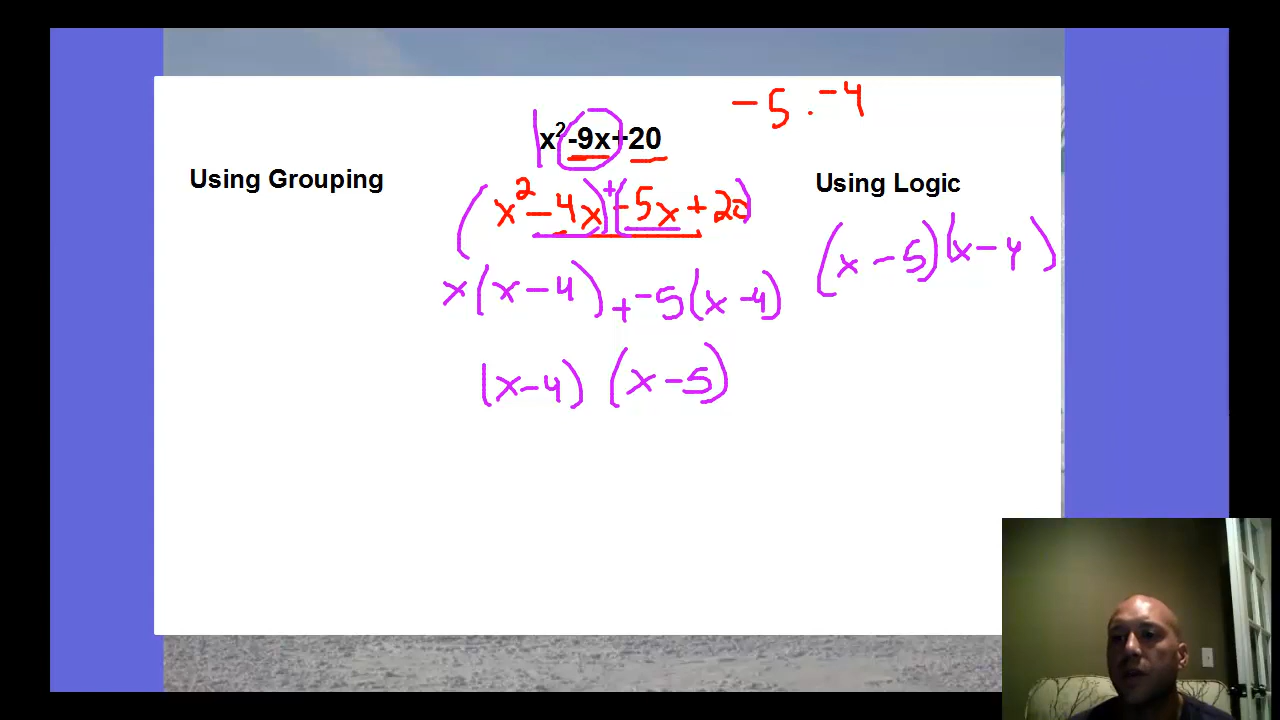 -5 . -4
x²-9x+20
Using Grouping
(x² - 4x) + (-5x + 20)
Using Logic
(x - 5)(x - 4)
x(x - 4) + -5(x - 4)
(x - 4) (x - 5)